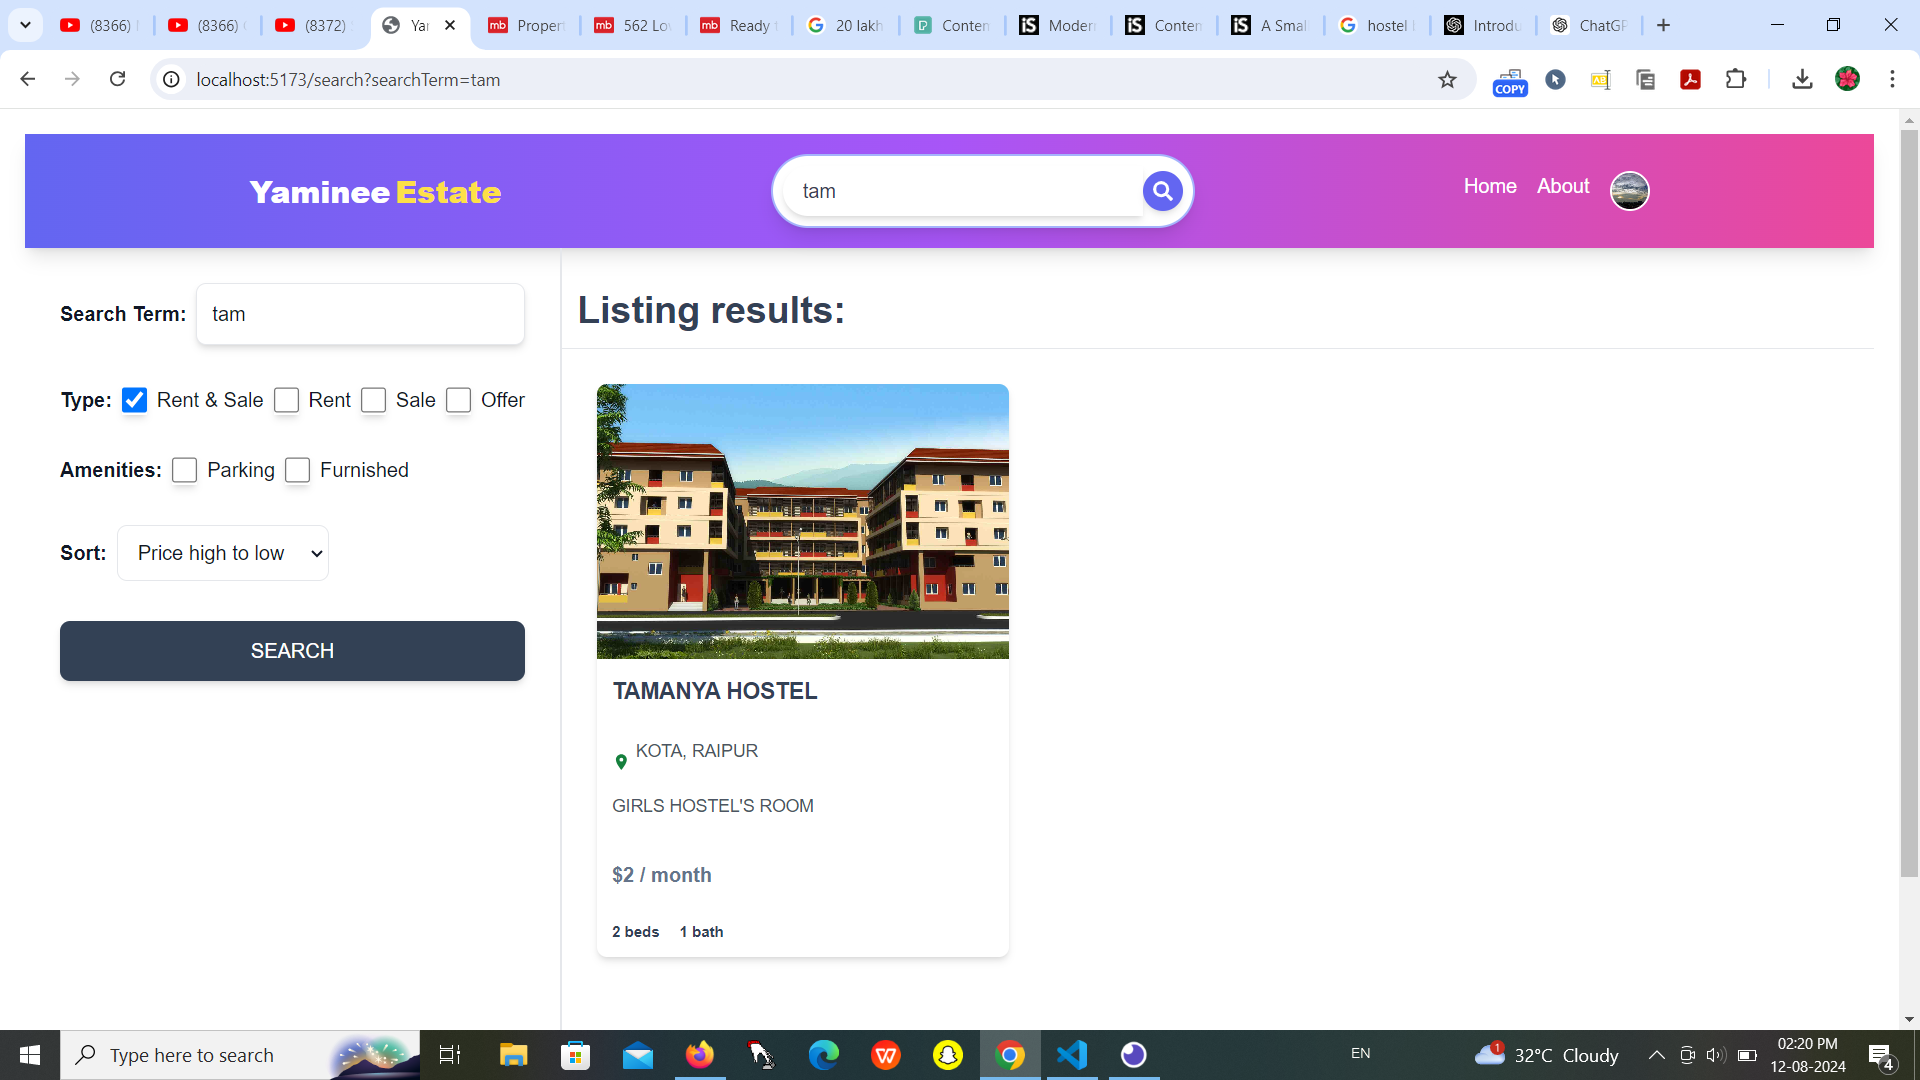 (8366)
(8366)
(8372)
Propert
562 Lo
Ready t
20 lakh
Conten
Modern
Contem
A Smal
hostel
Introdu
ChatGP
localhost:5173/search?searchTerm=tam
COPY
Yaminee Estate
tam
Home
About
Search Term:
tam
Type:
Rent & Sale
Rent
Sale
Offer
Amenities:
Parking
Furnished
Sort:
Price high to low
SEARCH
Listing results:
TAMANYA HOSTEL
KOTA, RAIPUR
GIRLS HOSTEL'S ROOM
$2 / month
2 beds
1 bath
Type here to search
EN
1
32°C Cloudy
02:20 PM
12-08-2024
4